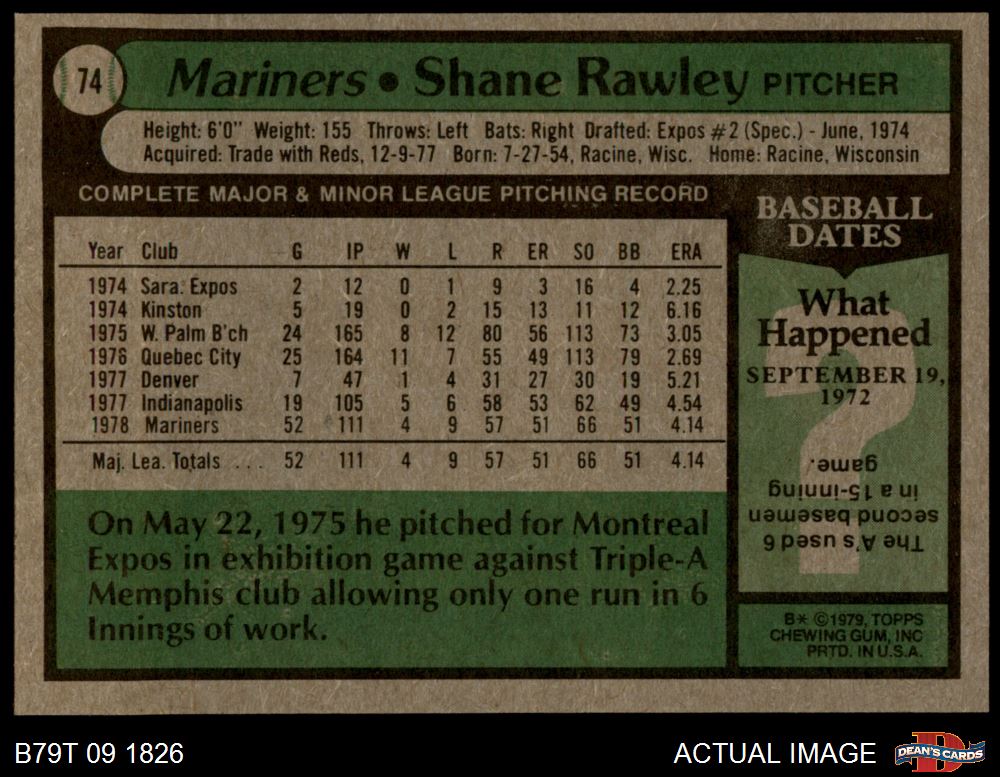 74
Mariners • Shane Rawley PITCHER
Height: 6'0" Weight: 155 Throws: Left Bats: Right Drafted: Expos #2 (Spec.) - June, 1974
Acquired: Trade with Reds, 12-9-77 Born: 7-27-54, Racine, Wisc. Home: Racine, Wisconsin
COMPLETE MAJOR & MINOR LEAGUE PITCHING RECORD
Year Club G IP W L R ER SO BB ERA
1974 Sara. Expos 2 12 0 1 9 3 16 4 2.25
1974 Kinston 5 19 0 2 15 13 11 12 6.16
1975 W. Palm B'ch 24 165 8 12 80 56 113 73 3.05
1976 Quebec City 25 164 11 7 55 49 113 79 2.69
1977 Denver 7 47 1 4 31 27 30 19 5.21
1977 Indianapolis 19 105 5 6 58 53 62 49 4.54
1978 Mariners 52 111 4 9 57 51 66 51 4.14
Maj. Lea. Totals ... 52 111 4 9 57 51 66 51 4.14
On May 22, 1975 he pitched for Montreal
Expos in exhibition game against Triple-A
Memphis club allowing only one run in 6
Innings of work.
BASEBALL
DATES
What
Happened
SEPTEMBER 19,
1972
?
The A's used 6
second basemen
in a 15-inning
game.
B* ©1979, TOPPS
CHEWING GUM, INC
PRTD. IN U.S.A.
B79T 09 1826
ACTUAL IMAGE
D
DEAN'S CARDS